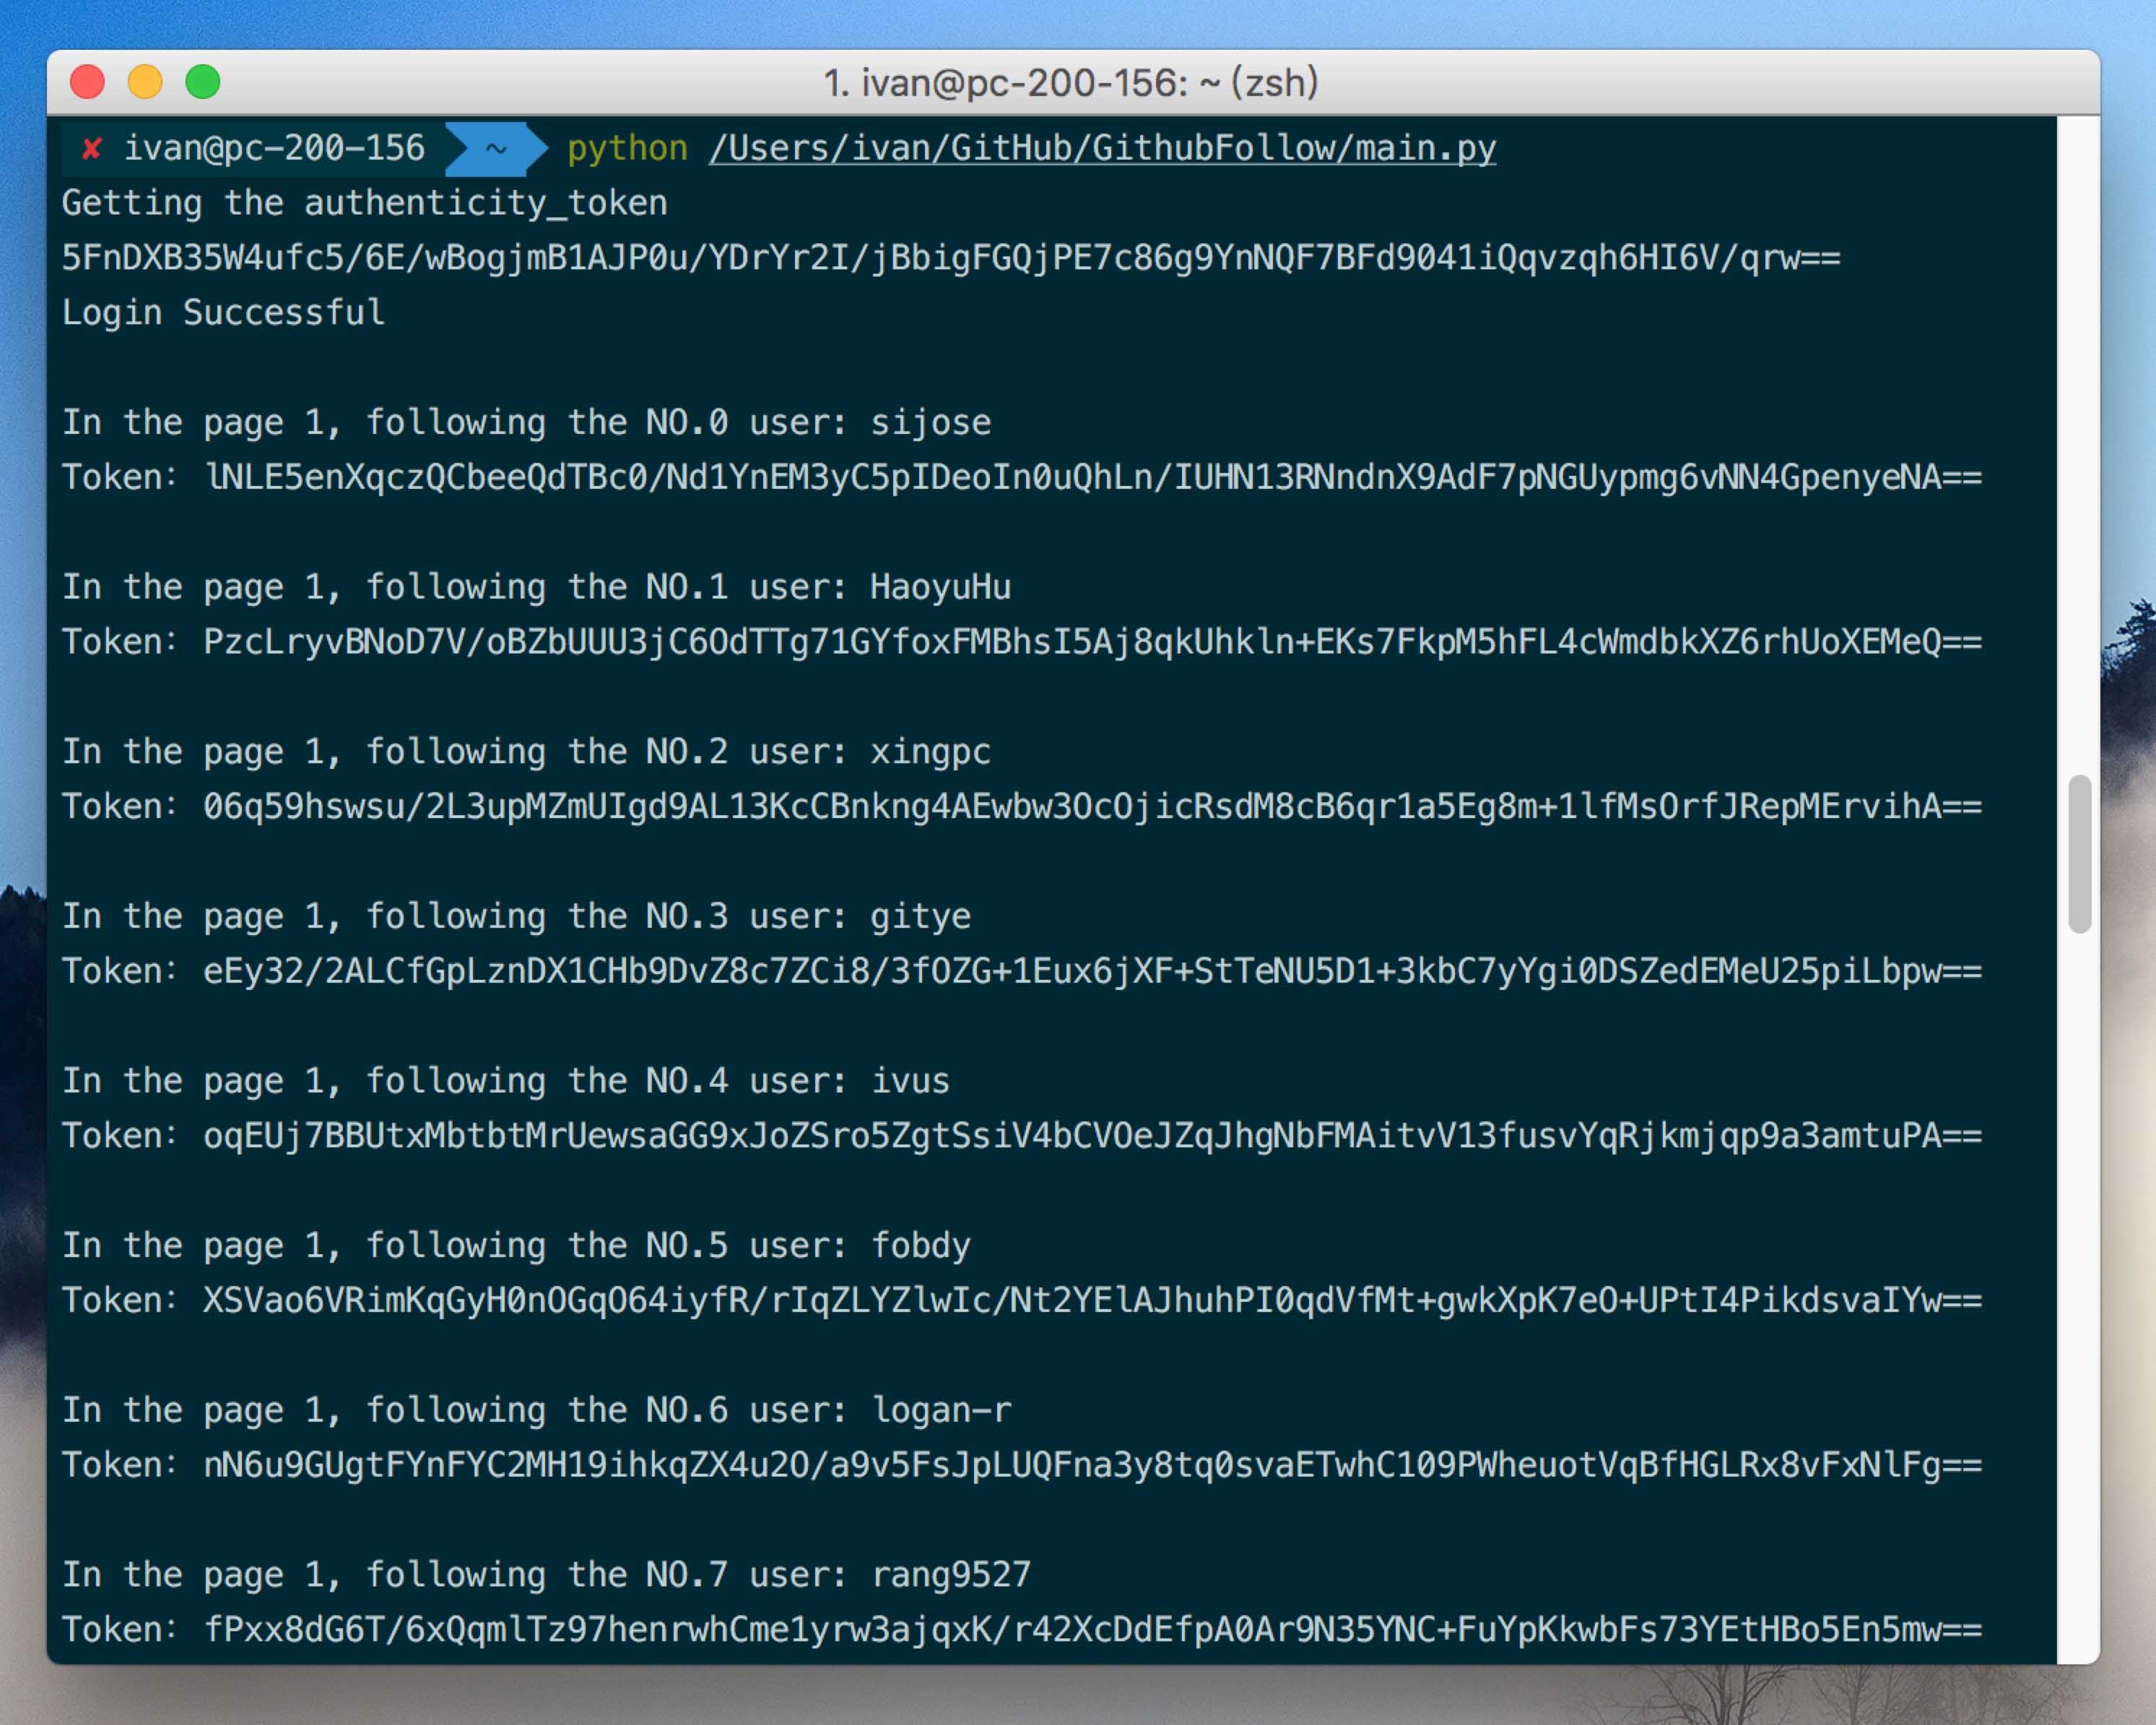 1. ivan@pc-200-156: ~ (zsh)
✘ ivan@pc-200-156 ~ python /Users/ivan/GitHub/GithubFollow/main.py
Getting the authenticity_token
5FnDXB35W4ufc5/6E/wBogjmB1AJP0u/YDrYr2I/jBbigFGQjPE7c86g9YnNQF7BFd9041iQqvzqh6HI6V/qrw==
Login Successful
In the page 1, following the NO.0 user: sijose
Token: lNLE5enXqczQCbeeQdTBc0/Nd1YnEM3yC5pIDeoIn0uQhLn/IUHN13RNndnX9AdF7pNGUypmg6vNN4GpenyeNA==
In the page 1, following the NO.1 user: HaoyuHu
Token: PzcLryvBNoD7V/oBZbUUU3jC6OdTTg71GYfoxFMBhsI5Aj8qkUhkln+EKs7FkpM5hFL4cWmdbkXZ6rhUoXEMeQ==
In the page 1, following the NO.2 user: xingpc
Token: 06q59hswsu/2L3upMZmUIgd9AL13KcCBnkng4AEwbw3OcOjicRsdM8cB6qr1a5Eg8m+1lfMsOrfJRepMErvihA==
In the page 1, following the NO.3 user: gitye
Token: eEy32/2ALCfGpLznDX1CHb9DvZ8c7ZCi8/3fOZG+1Eux6jXF+StTeNU5D1+3kbC7yYgi0DSZedEMeU25piLbpw==
In the page 1, following the NO.4 user: ivus
Token: oqEUj7BBUtxMbtbtMrUewsaGG9xJoZSro5ZgtSsiV4bCVOeJZqJhgNbFMAitvV13fusvYqRjkmjqp9a3amtuPA==
In the page 1, following the NO.5 user: fobdy
Token: XSVao6VRimKqGyH0nOGqO64iyfR/rIqZLYZlwIc/Nt2YElAJhuhPI0qdVfMt+gwkXpK7eO+UPtI4PikdsvaIYw==
In the page 1, following the NO.6 user: logan-r
Token: nN6u9GUgtFYnFYC2MH19ihkqZX4u2O/a9v5FsJpLUQFna3y8tq0svaETwhC109PWheuotVqBfHGLRx8vFxNlFg==
In the page 1, following the NO.7 user: rang9527
Token: fPxx8dG6T/6xQqmlTz97henrwhCme1yrw3ajqxK/r42XcDdEfpA0Ar9N35YNC+FuYpKkwbFs73YEtHBo5En5mw==